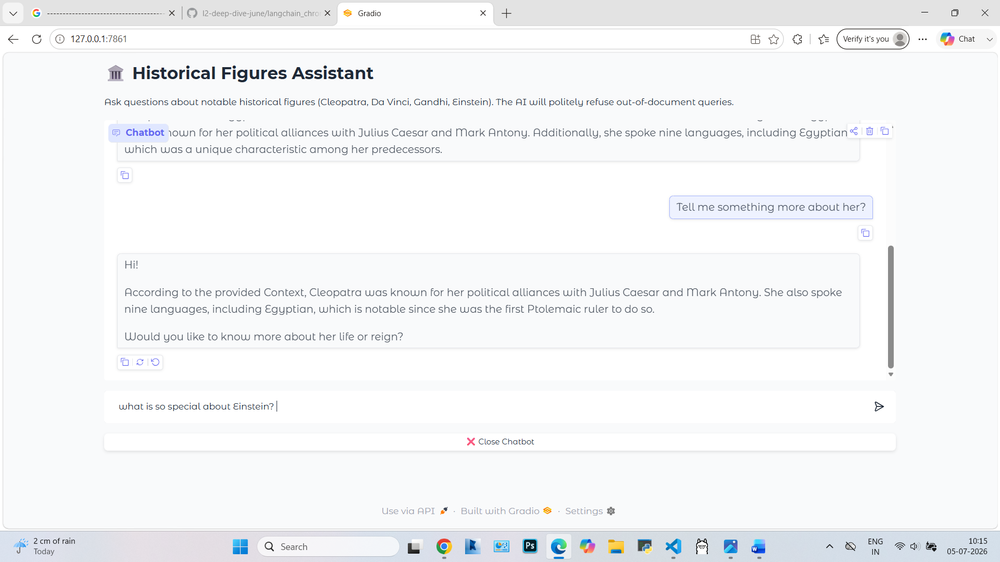 l2-deep-dive-june/langchain_chro
Gradio
127.0.0.1:7861
Verify it's you
Chat
Historical Figures Assistant
Ask questions about notable historical figures (Cleopatra, Da Vinci, Gandhi, Einstein). The AI will politely refuse out-of-document queries.
Chatbot
nown for her political alliances with Julius Caesar and Mark Antony. Additionally, she spoke nine languages, including Egyptian
which was a unique characteristic among her predecessors.
Tell me something more about her?
Hi!
According to the provided Context, Cleopatra was known for her political alliances with Julius Caesar and Mark Antony. She also spoke
nine languages, including Egyptian, which is notable since she was the first Ptolemaic ruler to do so.
Would you like to know more about her life or reign?
what is so special about Einstein?
Close Chatbot
Use via API · Built with Gradio · Settings
2 cm of rain
Today
Search
Ps
ENG
IN
10:15
05-07-2026